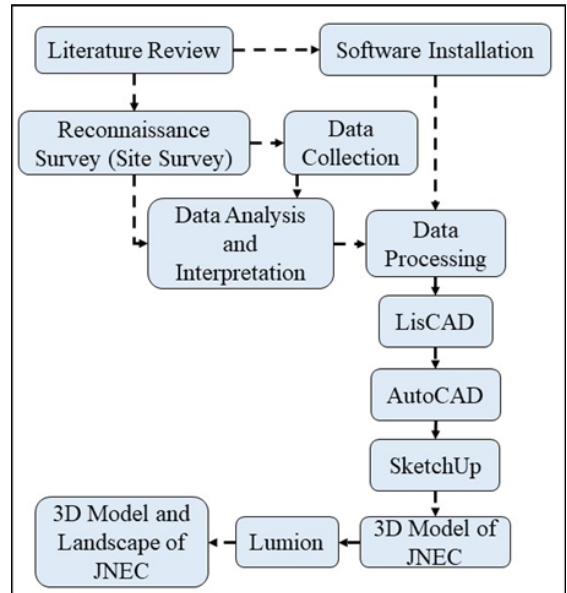 Literature Review
Software Installation
Reconnaissance
Survey (Site Survey)
Data
Collection
Data Analysis
and
Interpretation
Data
Processing
LisCAD
AutoCAD
SketchUp
3D Model of
JNEC
Lumion
3D Model and
Landscape of
JNEC